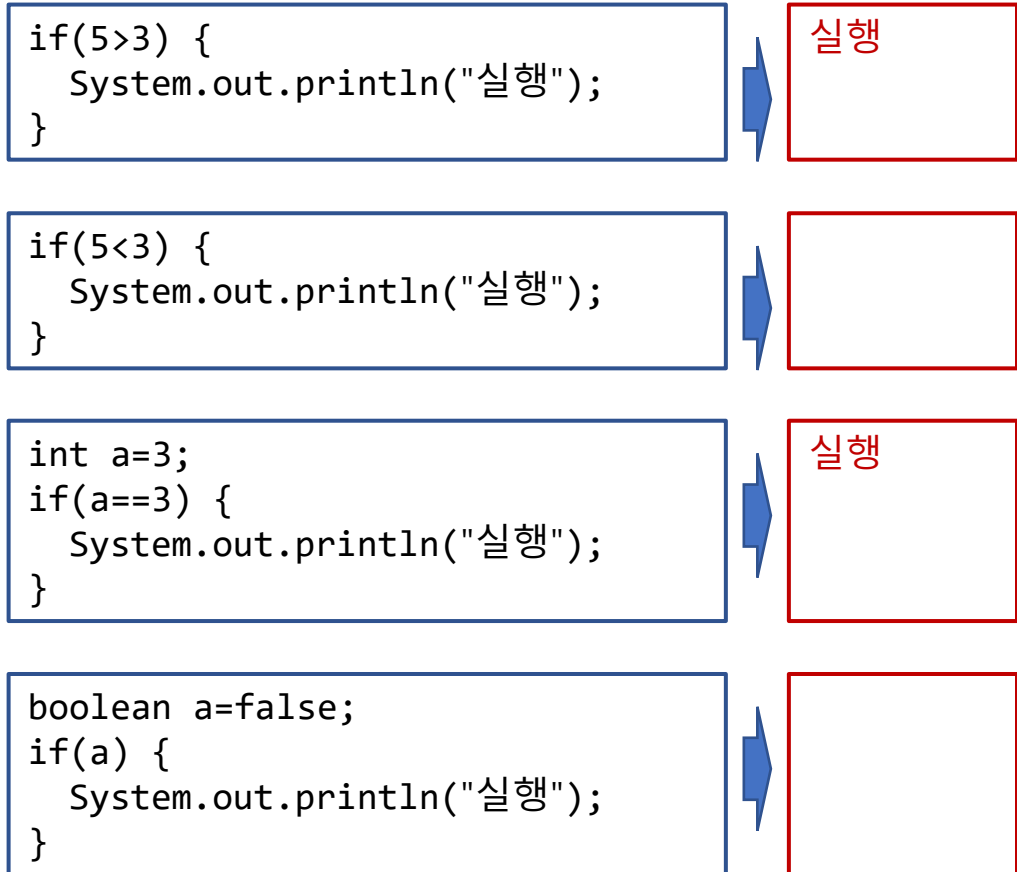 if(5>3) {
  System.out.println("실행");
}
실행
if(5<3) {
  System.out.println("실행");
}
int a=3;
if(a==3) {
  System.out.println("실행");
}
실행
boolean a=false;
if(a) {
  System.out.println("실행");
}